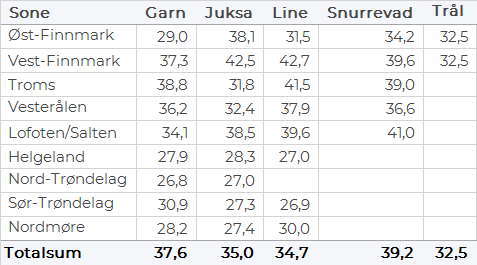 Sone Garn Juksa Line Snurrevad Trål
Øst-Finnmark 29,0 38,1 31,5 34,2 32,5
Vest-Finnmark 37,3 42,5 42,7 39,6 32,5
Troms 38,8 31,8 41,5 39,0
Vesterålen 36,2 32,4 37,9 36,6
Lofoten/Salten 34,1 38,5 39,6 41,0
Helgeland 27,9 28,3 27,0
Nord-Trøndelag 26,8 27,0
Sør-Trøndelag 30,9 27,3 26,9
Nordmøre 28,2 27,4 30,0
Totalsum 37,6 35,0 34,7 39,2 32,5